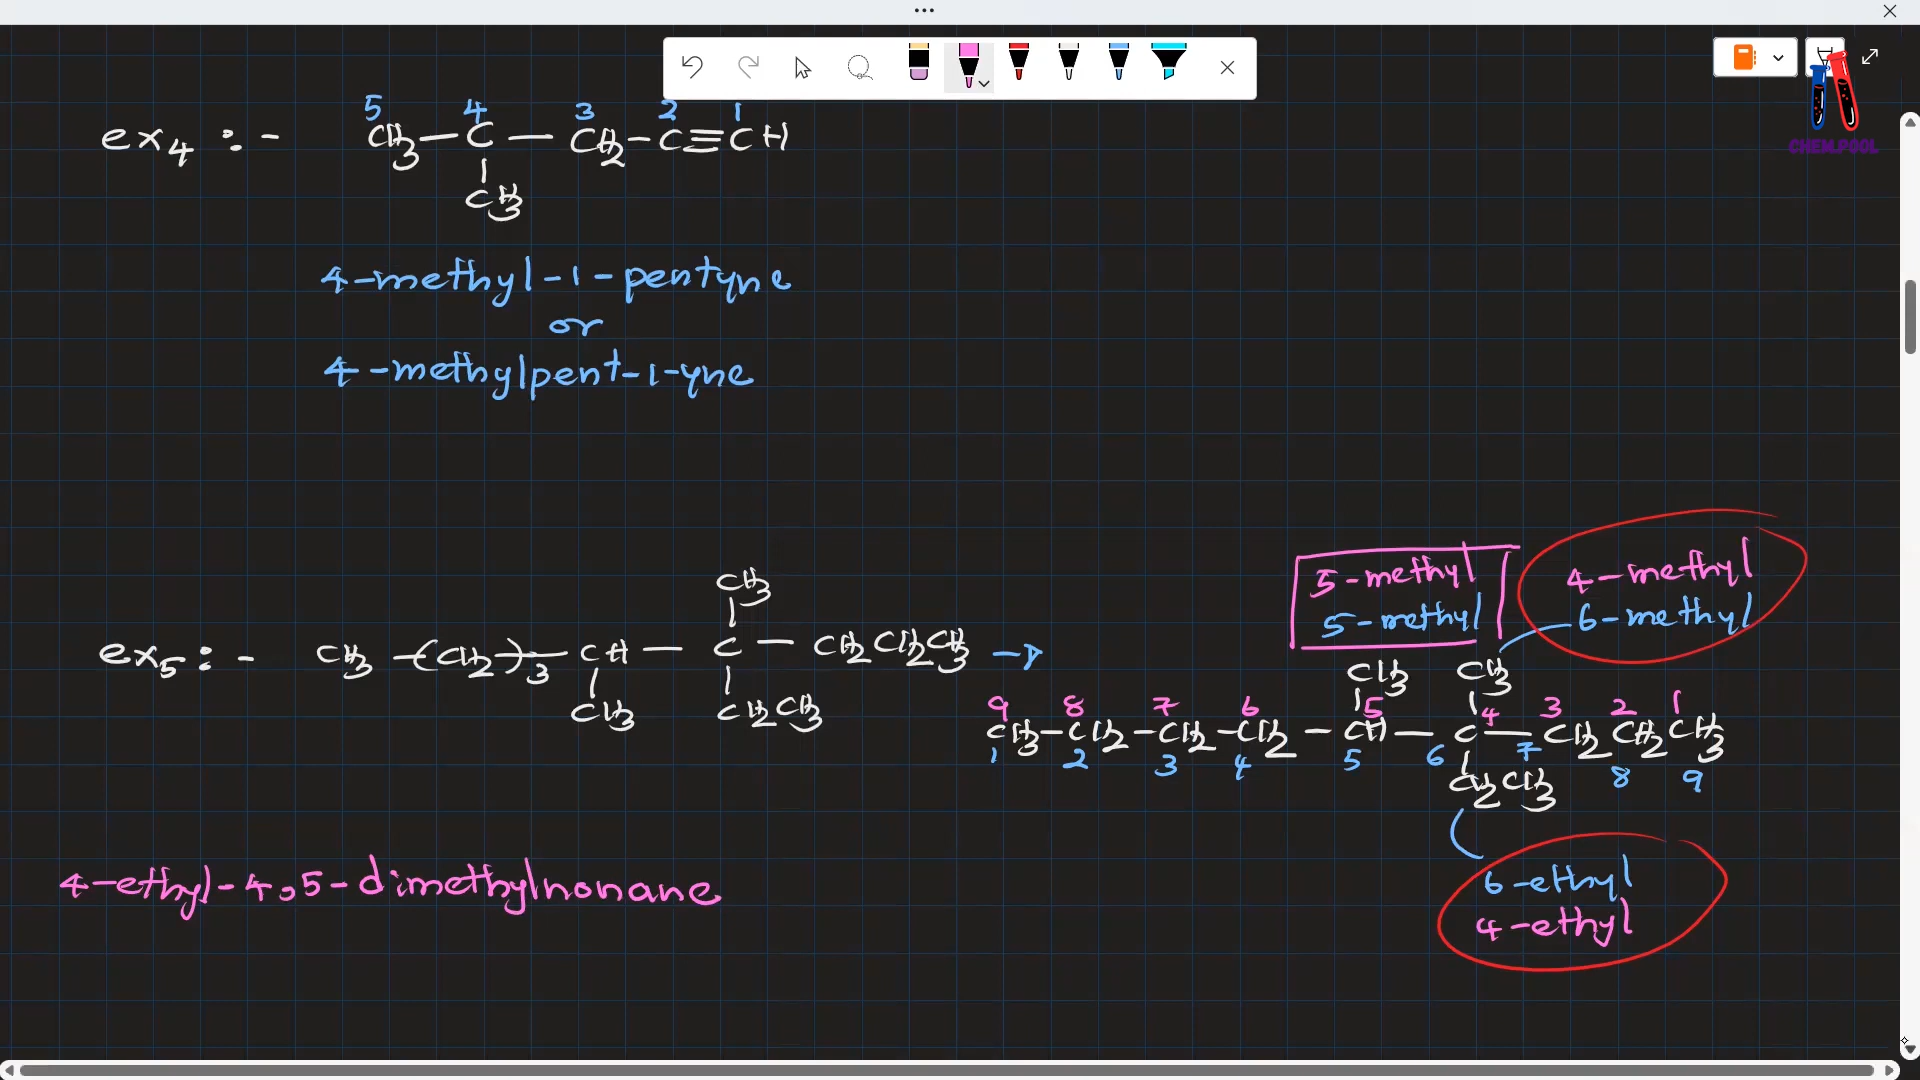 CHEM.POOL
5 4 3 2 1
ex4 :- CH3—C—CH2—C≡CH
CH3
4-methyl-1-pentyne
or
4-methylpent-1-yne
5-methyl 4-methyl
5-methyl 6-methyl
CH3
ex5 :- CH3—(CH2)3—CH—C—CH2CH2CH3 →
CH3 CH2CH3
CH3 CH3
9 8 7 6 5 4 3 2 1
CH3—CH2—CH2—CH2—CH—C—CH2CH2CH3
1 2 3 4 5 6 7 8 9
CH2CH3
6-ethyl
4-ethyl
4-ethyl-4,5-dimethylnonane